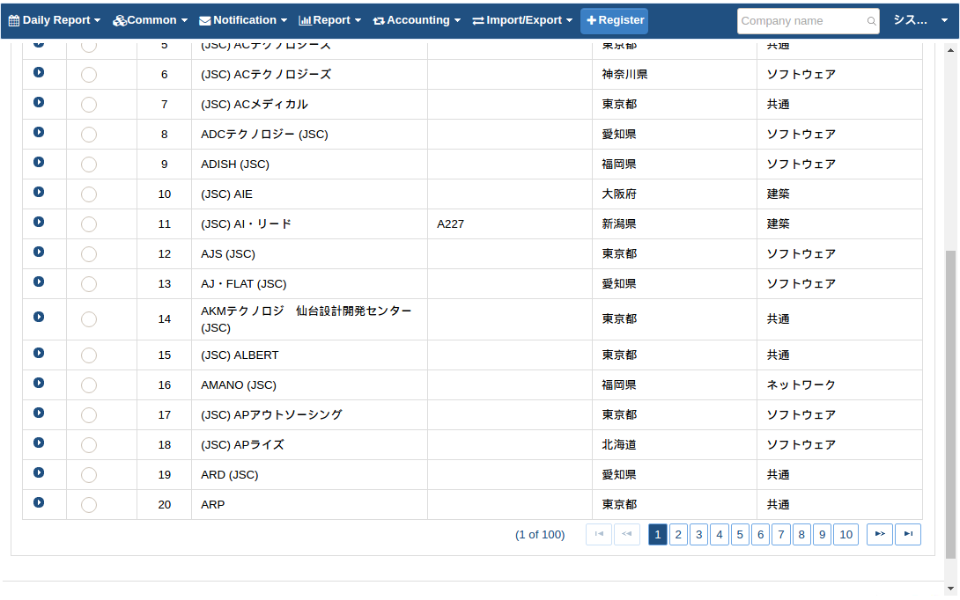 Daily Report Common Notification Report Accounting Import/Export Register Company name シス...
5 (JSC) ACテクノロジーズ 東京都 共通
6 (JSC) ACテクノロジーズ 神奈川県 ソフトウェア
7 (JSC) ACメディカル 東京都 共通
8 ADCテクノロジー (JSC) 愛知県 ソフトウェア
9 ADISH (JSC) 福岡県 ソフトウェア
10 (JSC) AIE 大阪府 建築
11 (JSC) AI・リード A227 新潟県 建築
12 AJS (JSC) 東京都 ソフトウェア
13 AJ・FLAT (JSC) 愛知県 ソフトウェア
14 AKMテクノロジ　仙台設計開発センター (JSC) 東京都 共通
15 (JSC) ALBERT 東京都 共通
16 AMANO (JSC) 福岡県 ネットワーク
17 (JSC) APアウトソーシング 東京都 ソフトウェア
18 (JSC) APライズ 北海道 ソフトウェア
19 ARD (JSC) 愛知県 共通
20 ARP 東京都 共通
(1 of 100) 1 2 3 4 5 6 7 8 9 10